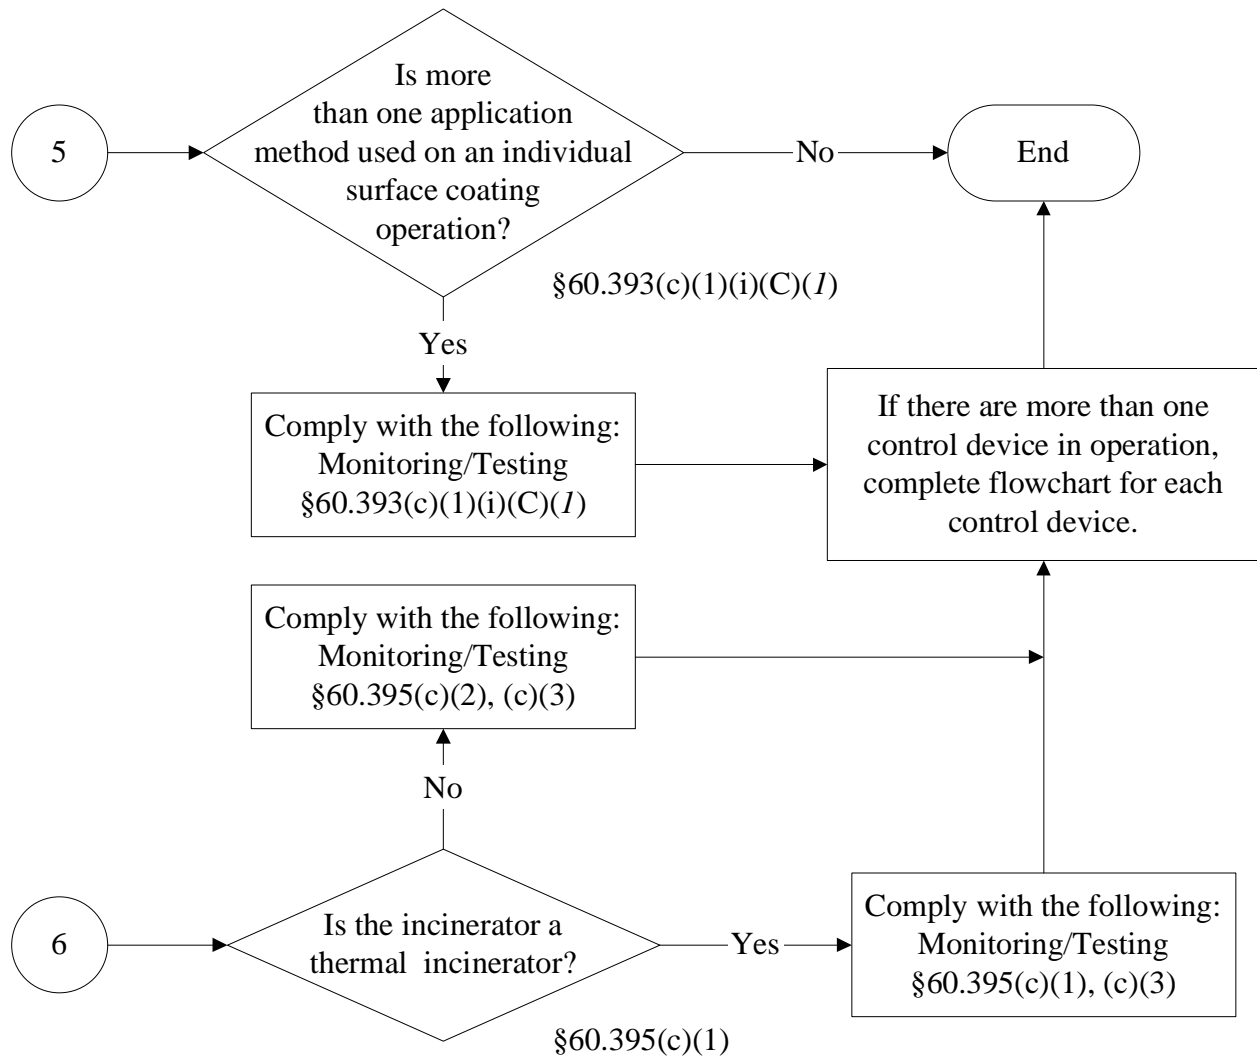 5
Is more
than one application
method used on an individual
surface coating
operation?
No
End
§60.393(c)(1)(i)(C)(1)
Yes
Comply with the following:
Monitoring/Testing
§60.393(c)(1)(i)(C)(1)
If there are more than one
control device in operation,
complete flowchart for each
control device.
Comply with the following:
Monitoring/Testing
§60.395(c)(2), (c)(3)
No
6
Is the incinerator a
thermal  incinerator?
Yes
Comply with the following:
Monitoring/Testing
§60.395(c)(1), (c)(3)
§60.395(c)(1)